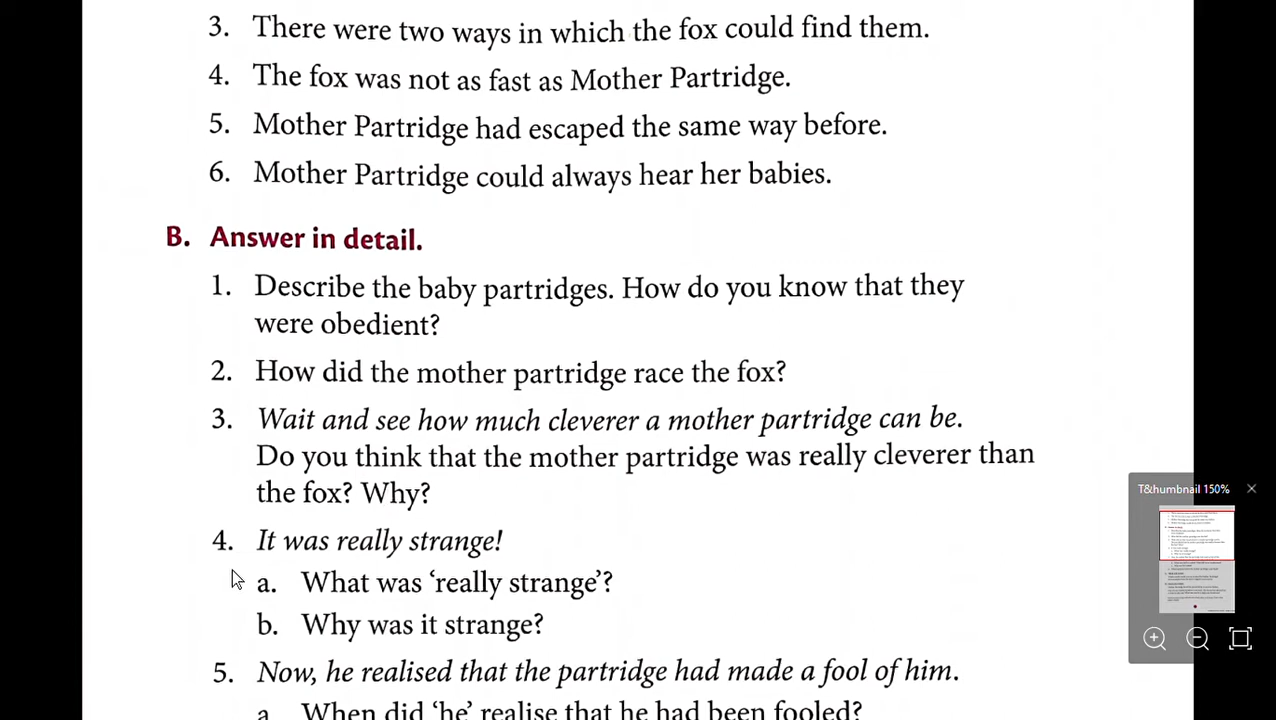 3. There were two ways in which the fox could find them.
4. The fox was not as fast as Mother Partridge.
5. Mother Partridge had escaped the same way before.
6. Mother Partridge could always hear her babies.
B. Answer in detail.
1. Describe the baby partridges. How do you know that they
were obedient?
2. How did the mother partridge race the fox?
3. Wait and see how much cleverer a mother partridge can be.
Do you think that the mother partridge was really cleverer than
the fox? Why?
4. It was really strange!
a. What was ‘really strange’?
b. Why was it strange?
5. Now, he realised that the partridge had made a fool of him.
a. When did ‘he’ realise that he had been fooled?
T&humbnail 150%